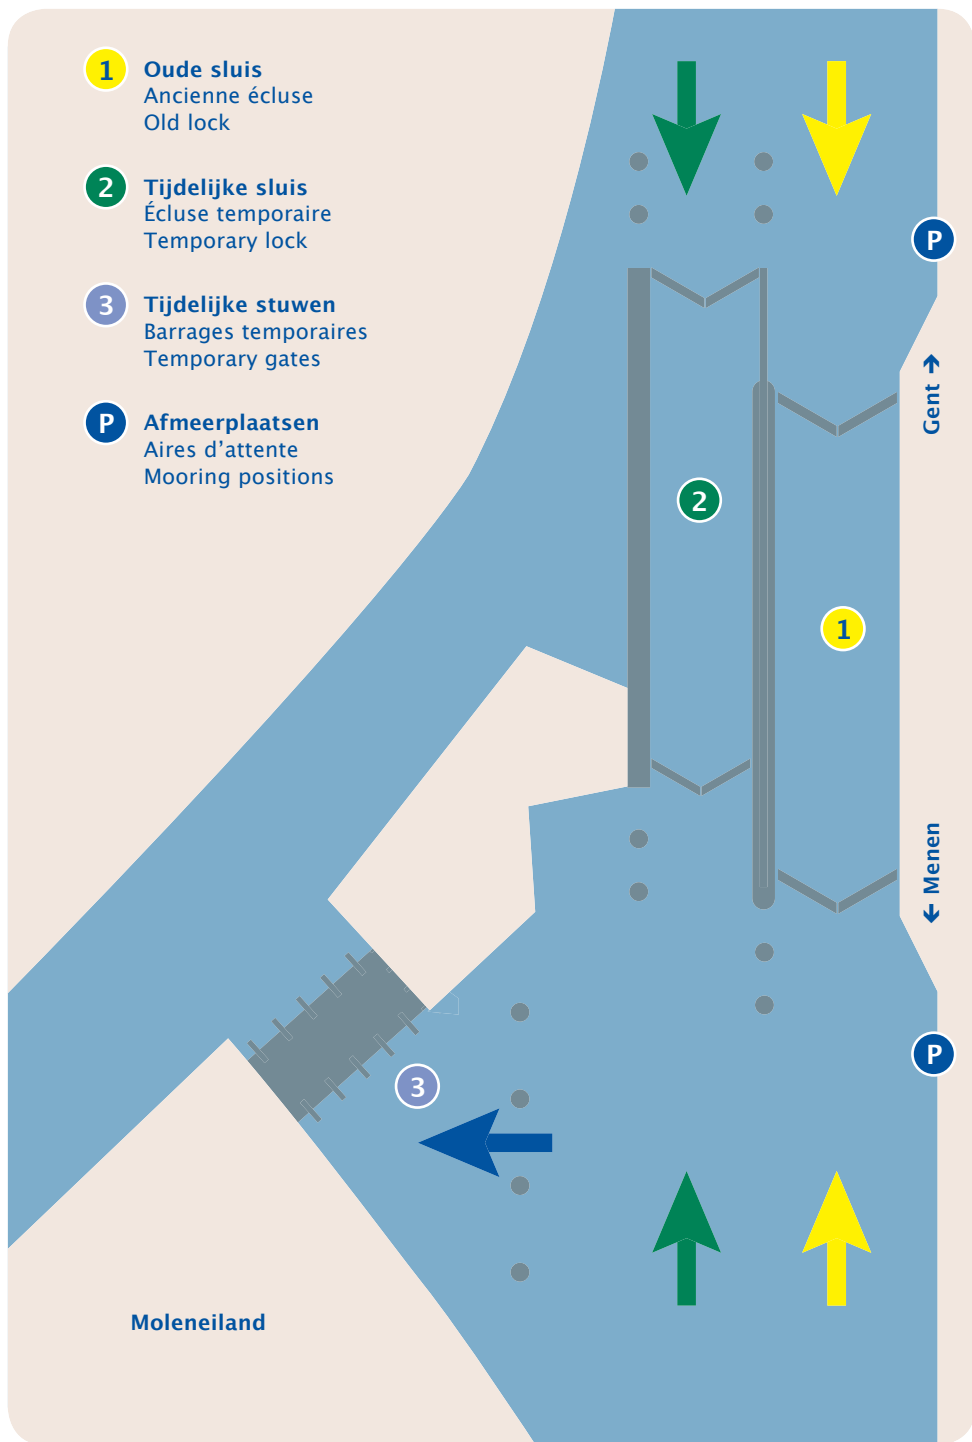 1 Oude sluis
Ancienne écluse
Old lock
2 Tijdelijke sluis
Écluse temporaire
Temporary lock
3 Tijdelijke stuwen
Barrages temporaires
Temporary gates
P Afmeerplaatsen
Aires d’attente
Mooring positions
P
Gent →
2
1
← Menen
P
3
Moleneiland